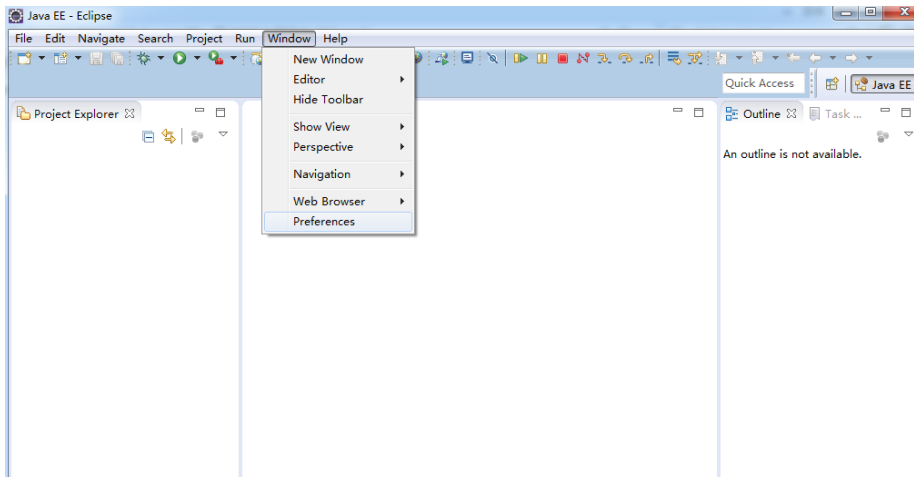 Java EE - Eclipse
File Edit Navigate Search Project Run Window Help
New Window
Editor
Hide Toolbar
Show View
Perspective
Navigation
Web Browser
Preferences
Quick Access
Java EE
Project Explorer
Outline Task ...
An outline is not available.